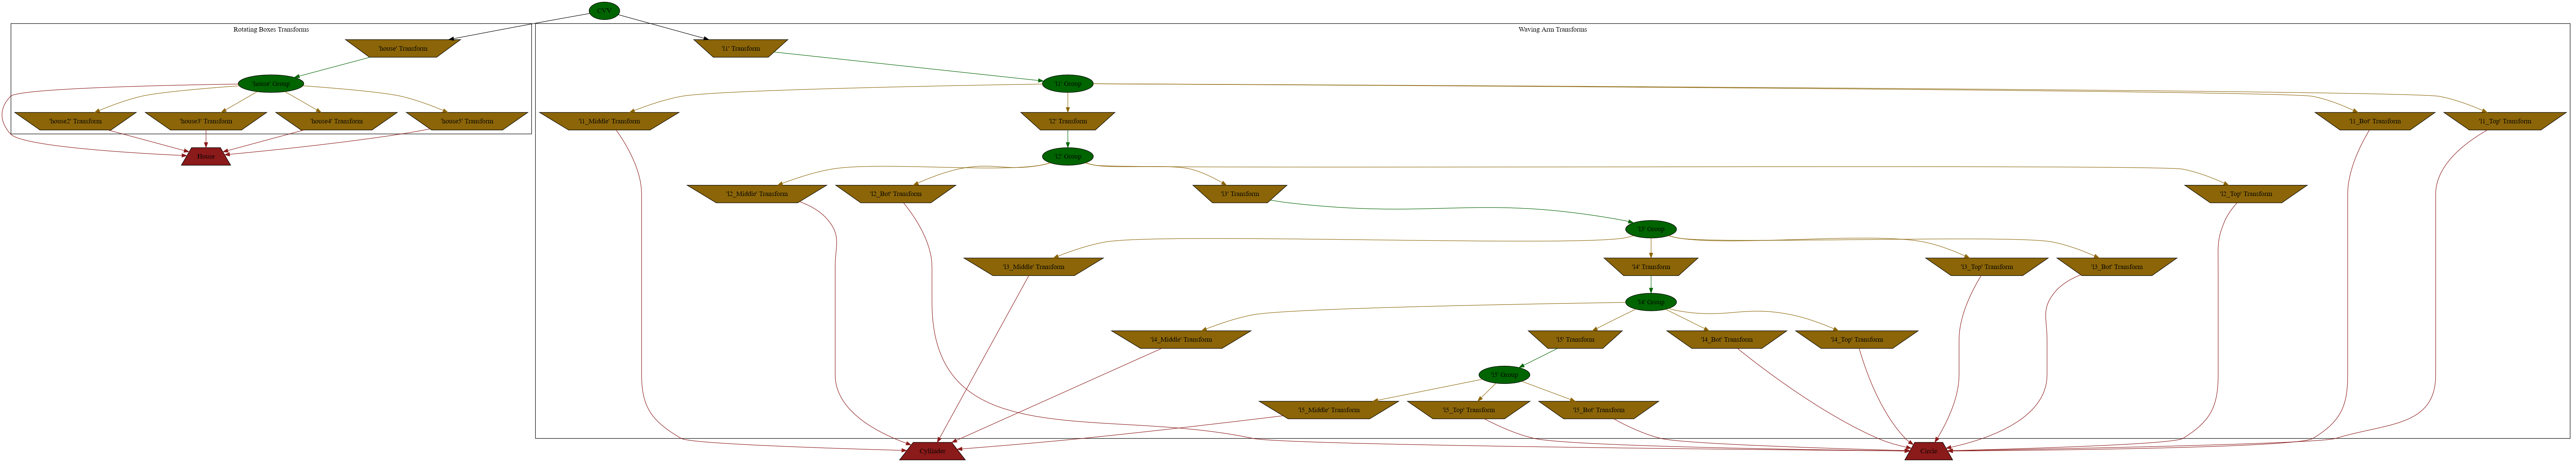 CVV
Rotating Boxes Transforms
Waving Arm Transforms
'house' Transform
'l1' Transform
'house' Group
'l1' Group
'house2' Transform
'house3' Transform
'house4' Transform
'house5' Transform
'l1_Middle' Transform
'l2' Transform
'l1_Bot' Transform
'l1_Top' Transform
House
'l2' Group
'l2_Middle' Transform
'l2_Bot' Transform
'l3' Transform
'l2_Top' Transform
'l3' Group
'l3_Middle' Transform
'l4' Transform
'l3_Top' Transform
'l3_Bot' Transform
'l4' Group
'l4_Middle' Transform
'l5' Transform
'l4_Bot' Transform
'l4_Top' Transform
'l5' Group
'l5_Middle' Transform
'l5_Top' Transform
'l5_Bot' Transform
Cyllinder
Circle